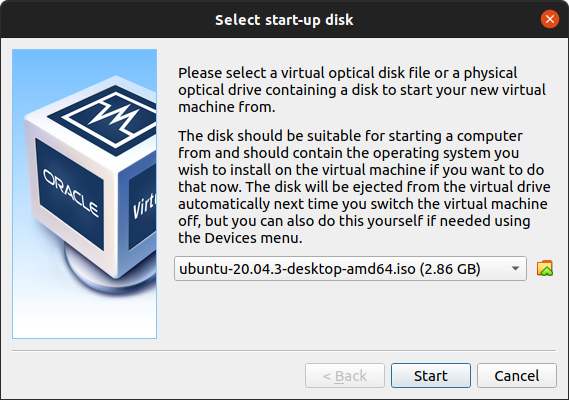 Select start-up disk
ORACLE
Virtu
Please select a virtual optical disk file or a physical
optical drive containing a disk to start your new virtual
machine from.
The disk should be suitable for starting a computer
from and should contain the operating system you
wish to install on the virtual machine if you want to do
that now. The disk will be ejected from the virtual drive
automatically next time you switch the virtual machine
off, but you can also do this yourself if needed using
the Devices menu.
ubuntu-20.04.3-desktop-amd64.iso (2.86 GB)
< Back
Start
Cancel